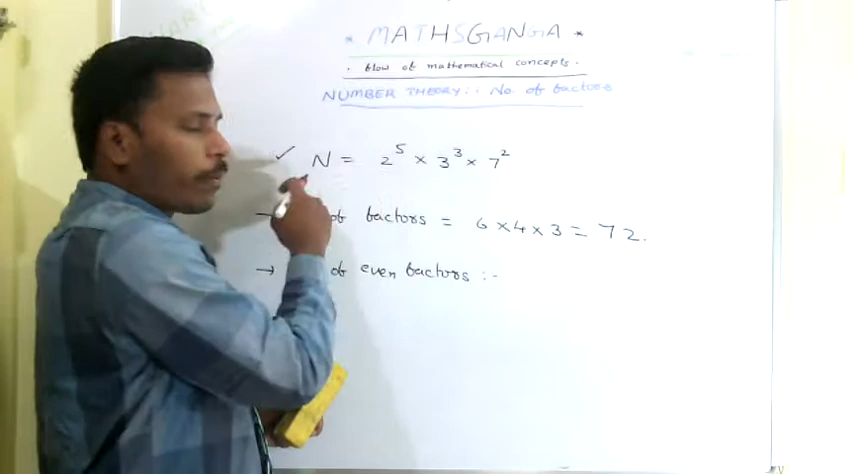 * MATHSGANGA *
. flow of mathematical concepts.
NUMBER THEORY:. No. of factors
✓ N = 2⁵ × 3³ × 7²
→ of factors = 6 × 4 × 3 = 72.
→ of even factors :-